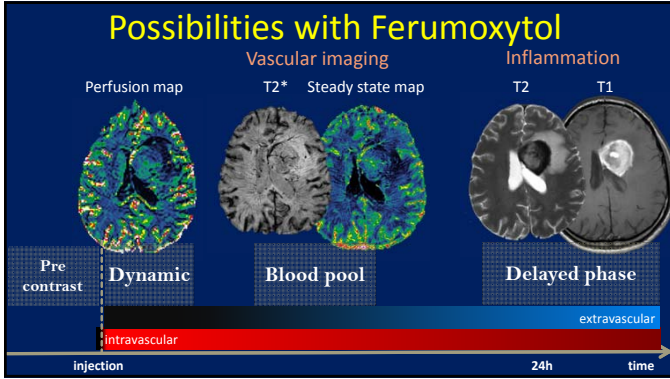 Possibilities with Ferumoxytol
Vascular imaging
Inflammation
Perfusion map
T2*
Steady state map
T2
T1
Pre
contrast
Dynamic
Blood pool
Delayed phase
extravascular
intravascular
injection
24h
time